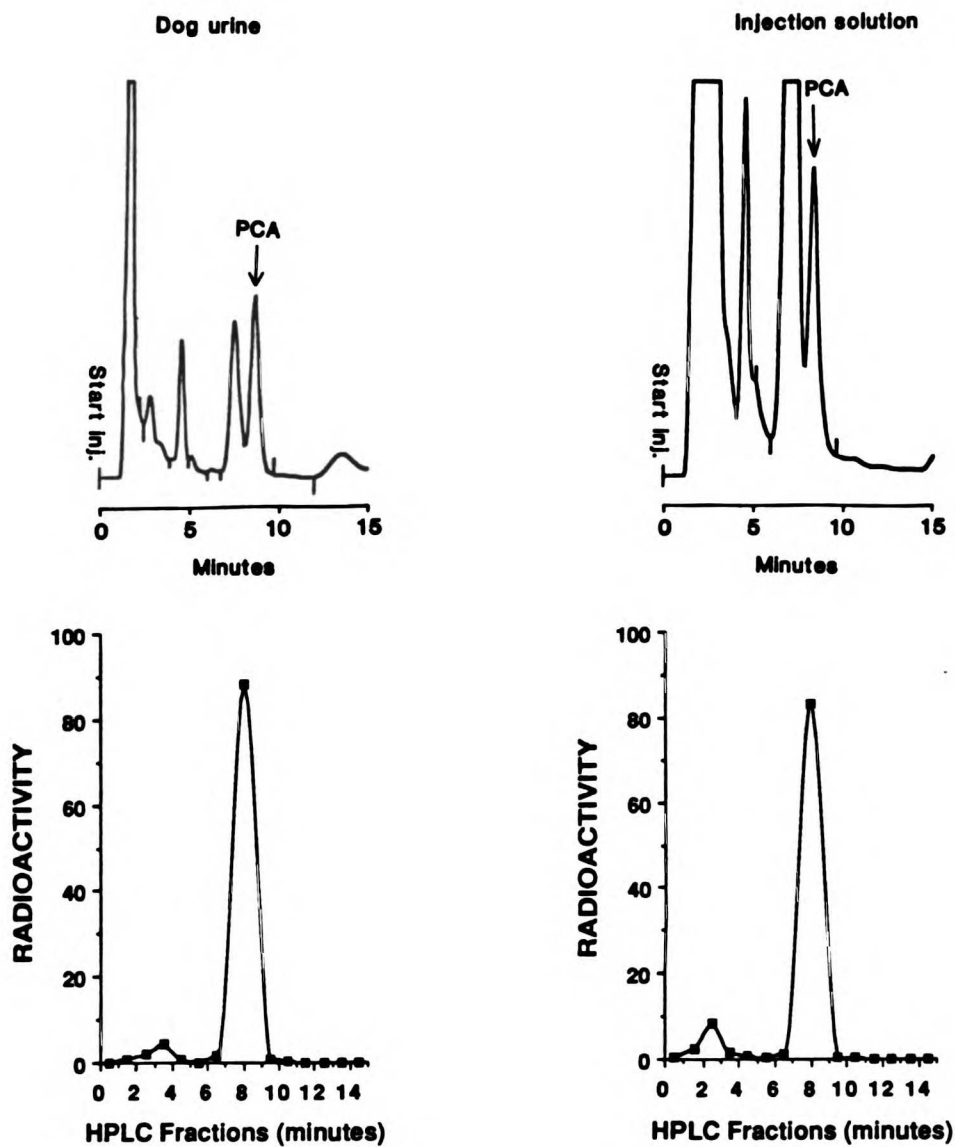 Dog urine
PCA
Start inj.
0 5 10 15
Minutes
Injection solution
PCA
Start inj.
0 5 10 15
Minutes
100
80
60
40
20
0
RADIOACTIVITY
0 2 4 6 8 10 12 14
HPLC Fractions (minutes)
100
80
60
40
20
0
RADIOACTIVITY
0 2 4 6 8 10 12 14
HPLC Fractions (minutes)